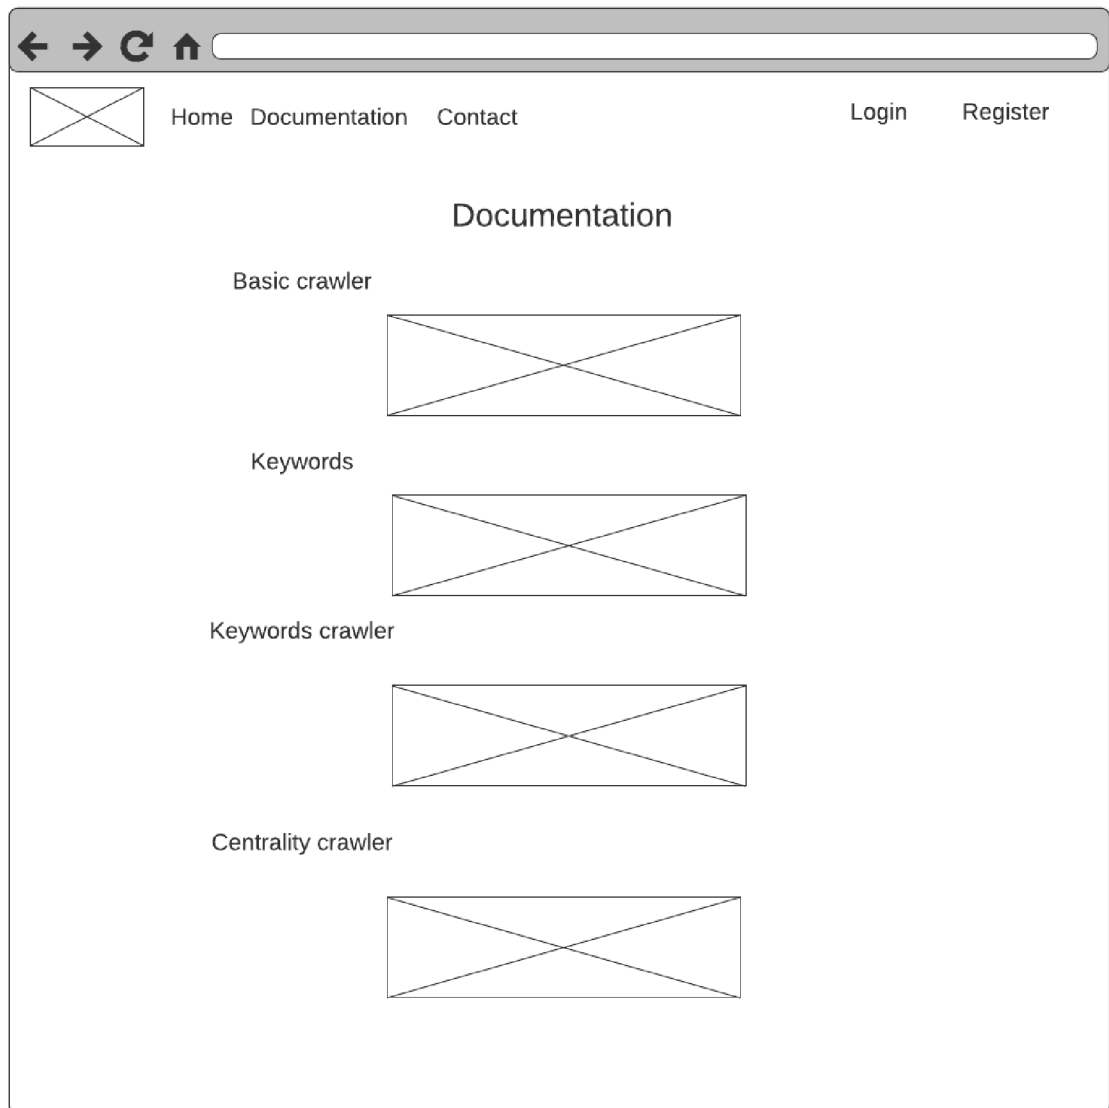 Home Documentation Contact Login Register
Documentation
Basic crawler
Keywords
Keywords crawler
Centrality crawler